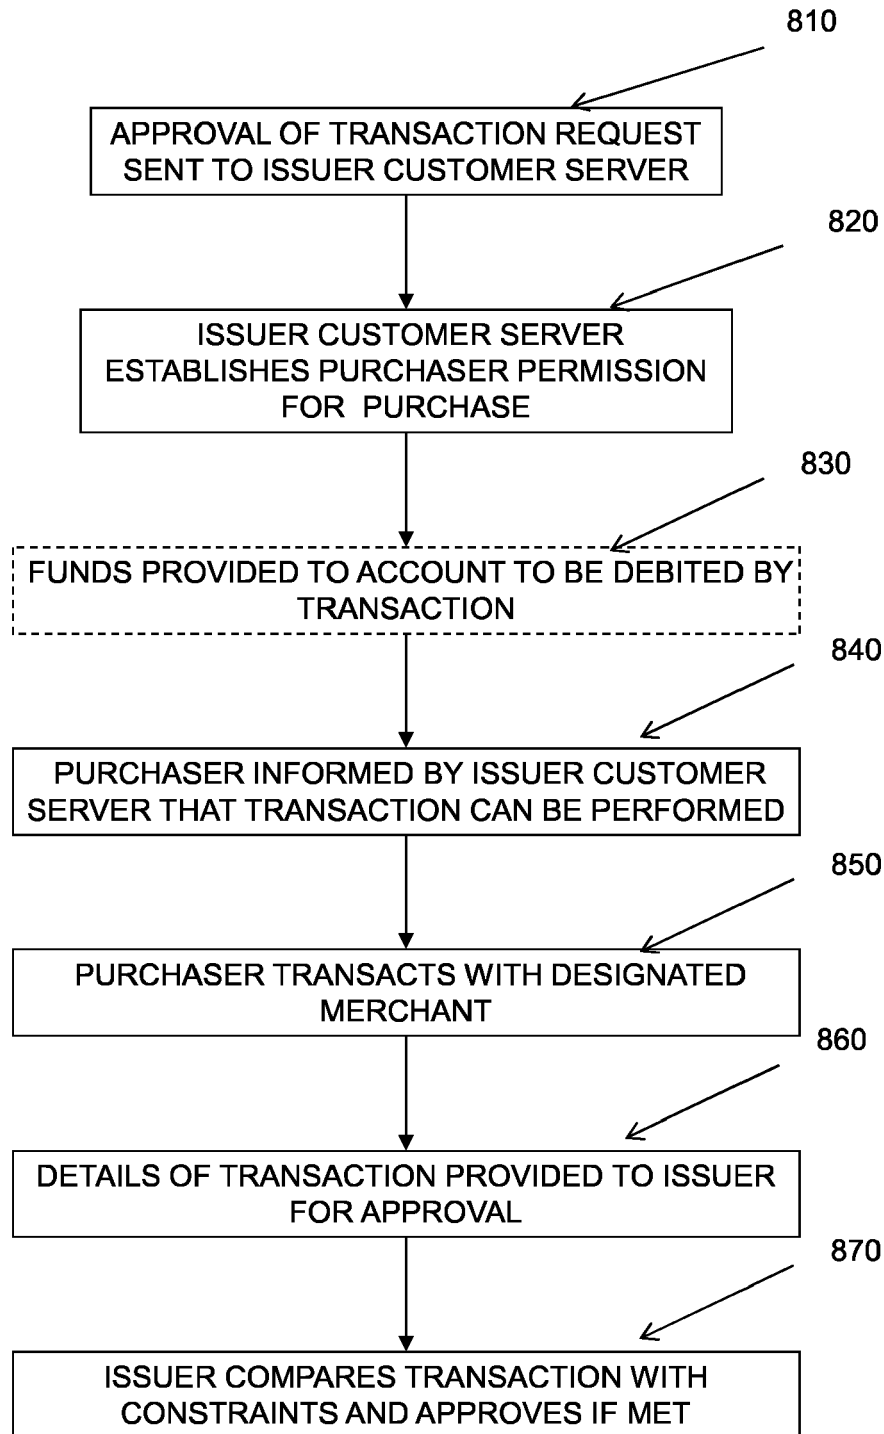 810
APPROVAL OF TRANSACTION REQUEST
SENT TO ISSUER CUSTOMER SERVER
820
ISSUER CUSTOMER SERVER
ESTABLISHES PURCHASER PERMISSION
FOR PURCHASE
830
FUNDS PROVIDED TO ACCOUNT TO BE DEBITED BY
TRANSACTION
840
PURCHASER INFORMED BY ISSUER CUSTOMER
SERVER THAT TRANSACTION CAN BE PERFORMED
850
PURCHASER TRANSACTS WITH DESIGNATED
MERCHANT
860
DETAILS OF TRANSACTION PROVIDED TO ISSUER
FOR APPROVAL
870
ISSUER COMPARES TRANSACTION WITH
CONSTRAINTS AND APPROVES IF MET